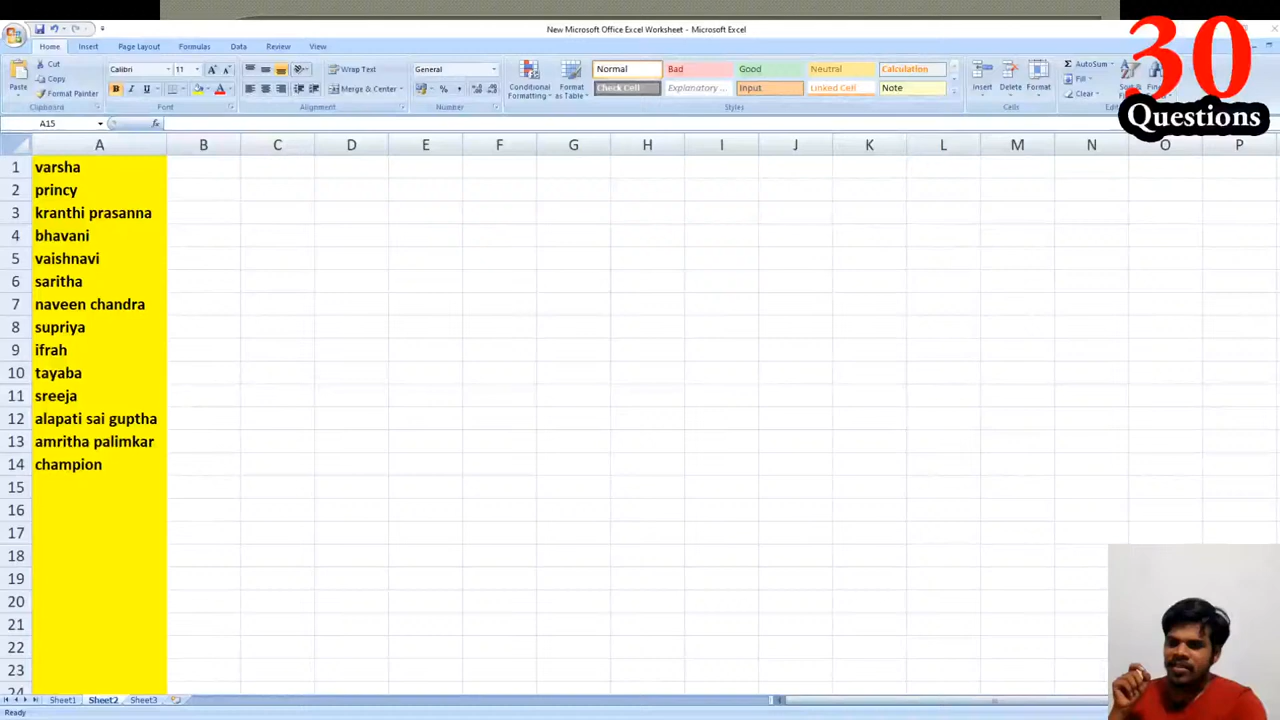 New Microsoft Office Excel Worksheet - Microsoft Excel
30
Questions
Home Insert Page Layout Formulas Data Review View
Cut
Copy
Format Painter
Paste
Clipboard
Calibri 11
B I U
Font
Wrap Text
Merge & Center
Alignment
General
% ,
Number
Conditional Formatting
Format as Table
Normal Bad Good Neutral Calculation
Check Cell Explanatory ... Input Linked Cell Note
Styles
Insert Delete Format
Cells
Σ AutoSum
Fill
Clear
A15 fx
A B C D E F G H I J K L M N O P
1 varsha
2 princy
3 kranthi prasanna
4 bhavani
5 vaishnavi
6 saritha
7 naveen chandra
8 supriya
9 ifrah
10 tayaba
11 sreeja
12 alapati sai guptha
13 amritha palimkar
14 champion
15
16
17
18
19
20
21
22
23
24
Sheet1 Sheet2 Sheet3
Ready